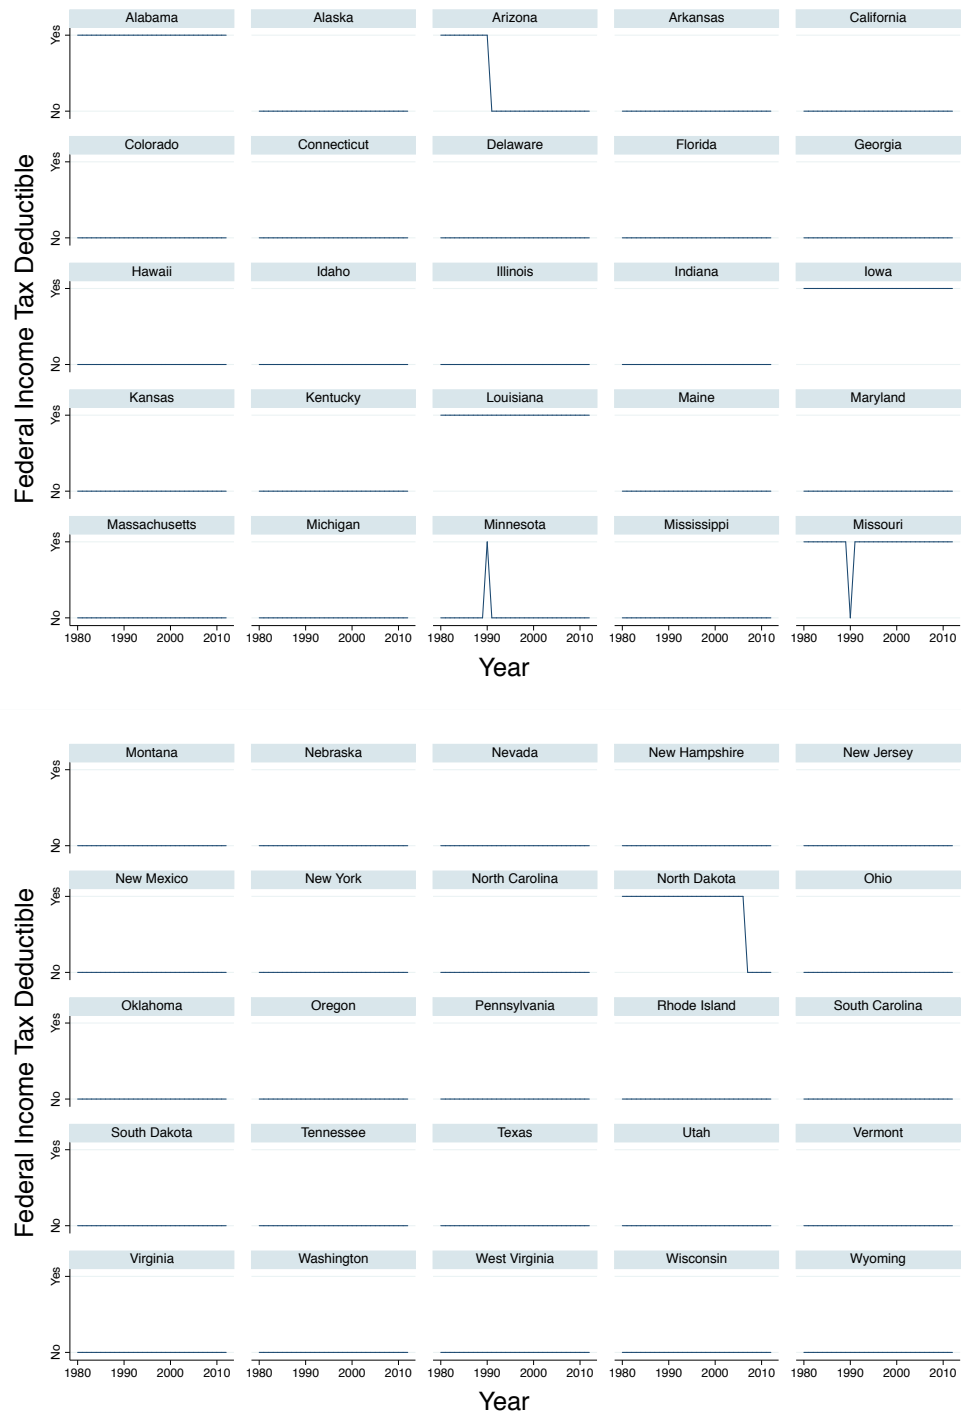 Federal Income Tax Deductible
Alabama Alaska Arizona Arkansas California
Yes
No
Colorado Connecticut Delaware Florida Georgia
Yes
No
Hawaii Idaho Illinois Indiana Iowa
Yes
No
Kansas Kentucky Louisiana Maine Maryland
Yes
No
Massachusetts Michigan Minnesota Mississippi Missouri
Yes
No
1980 1990 2000 2010 1980 1990 2000 2010 1980 1990 2000 2010 1980 1990 2000 2010 1980 1990 2000 2010
Year
Federal Income Tax Deductible
Montana Nebraska Nevada New Hampshire New Jersey
Yes
No
New Mexico New York North Carolina North Dakota Ohio
Yes
No
Oklahoma Oregon Pennsylvania Rhode Island South Carolina
Yes
No
South Dakota Tennessee Texas Utah Vermont
Yes
No
Virginia Washington West Virginia Wisconsin Wyoming
Yes
No
1980 1990 2000 2010 1980 1990 2000 2010 1980 1990 2000 2010 1980 1990 2000 2010 1980 1990 2000 2010
Year